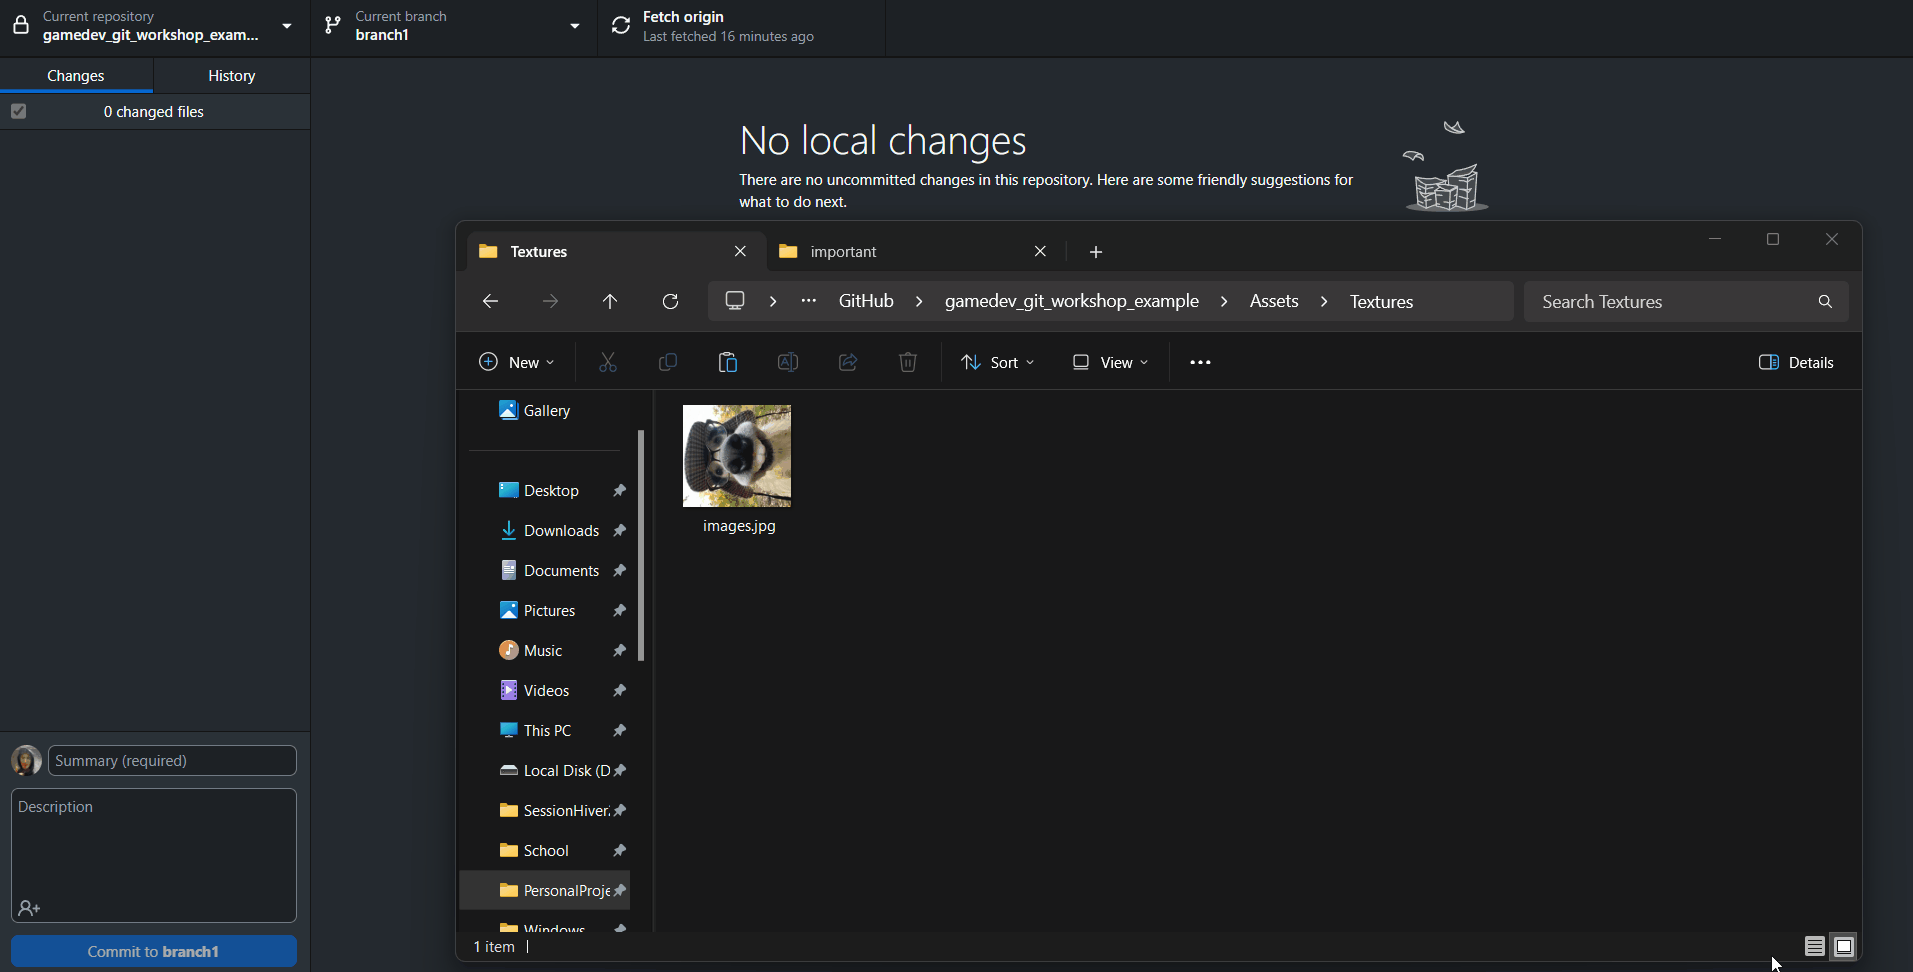 Current repository
gamedev_git_workshop_exam...
Current branch
branch1
Fetch origin
Last fetched 16 minutes ago
Changes
History
0 changed files
No local changes
There are no uncommitted changes in this repository. Here are some friendly suggestions for
what to do next.
Textures
important
GitHub
gamedev_git_workshop_example
Assets
Textures
Search Textures
New
Sort
View
Details
Gallery
Desktop
Downloads
Documents
Pictures
Music
Videos
This PC
Local Disk (D
SessionHiver
School
PersonalProje
Windows
images.jpg
1 item
Summary (required)
Description
Commit to branch1